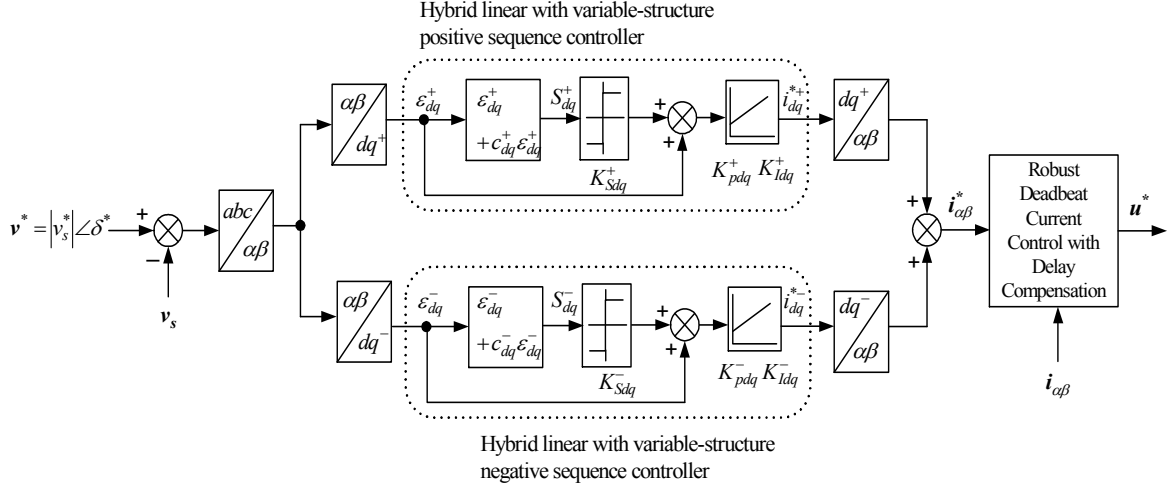 Hybrid linear with variable-structure
positive sequence controller
αβ
dq⁺
ε⁺dq
ε⁺dq
+ c⁺dq ε⁺dq
S⁺dq
K⁺Sdq
+
+
K⁺pdq K⁺Idq
i*⁺dq
dq⁺
αβ
v* = |v*s|∠δ*
+
−
vs
abc
αβ
+
+
i*αβ
Robust
Deadbeat
Current
Control with
Delay
Compensation
u*
iαβ
αβ
dq⁻
ε⁻dq
ε⁻dq
+ c⁻dq ε⁻dq
S⁻dq
K⁻Sdq
+
+
K⁻pdq K⁻Idq
i*⁻dq
dq⁻
αβ
Hybrid linear with variable-structure
negative sequence controller